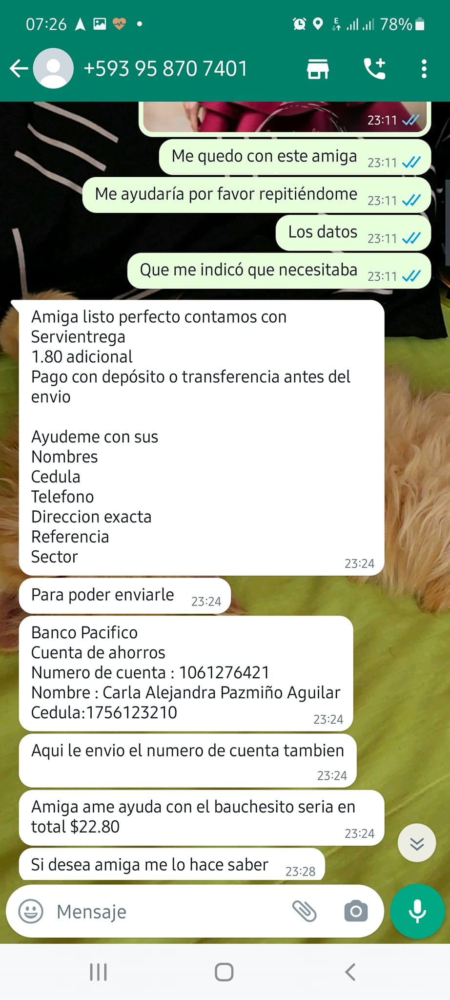 07:26
78%
+593 95 870 7401
23:11
Me quedo con este amiga 23:11
Me ayudaría por favor repitiéndome 23:11
Los datos 23:11
Que me indicó que necesitaba 23:11
Amiga listo perfecto contamos con
Servientrega
1.80 adicional
Pago con depósito o transferencia antes del
envio
Ayudeme con sus
Nombres
Cedula
Telefono
Direccion exacta
Referencia
Sector
23:24
Para poder enviarle 23:24
Banco Pacifico
Cuenta de ahorros
Numero de cuenta : 1061276421
Nombre : Carla Alejandra Pazmiño Aguilar
Cedula:1756123210
23:24
Aqui le envio el numero de cuenta tambien
23:24
Amiga ame ayuda con el bauchesito seria en
total $22.80
23:24
Si desea amiga me lo hace saber 23:28
Mensaje